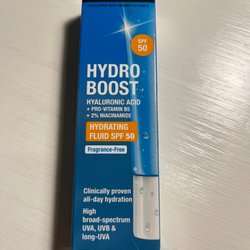 SPF
50
HYDRO
BOOST
HYALURONIC ACID
+ PRO-VITAMIN B5
+ 2% NIACINAMIDE
HYDRATING
FLUID SPF 50
Fragrance-Free
Clinically proven
all-day hydration
High
broad-spectrum
UVA, UVB &
long-UVA